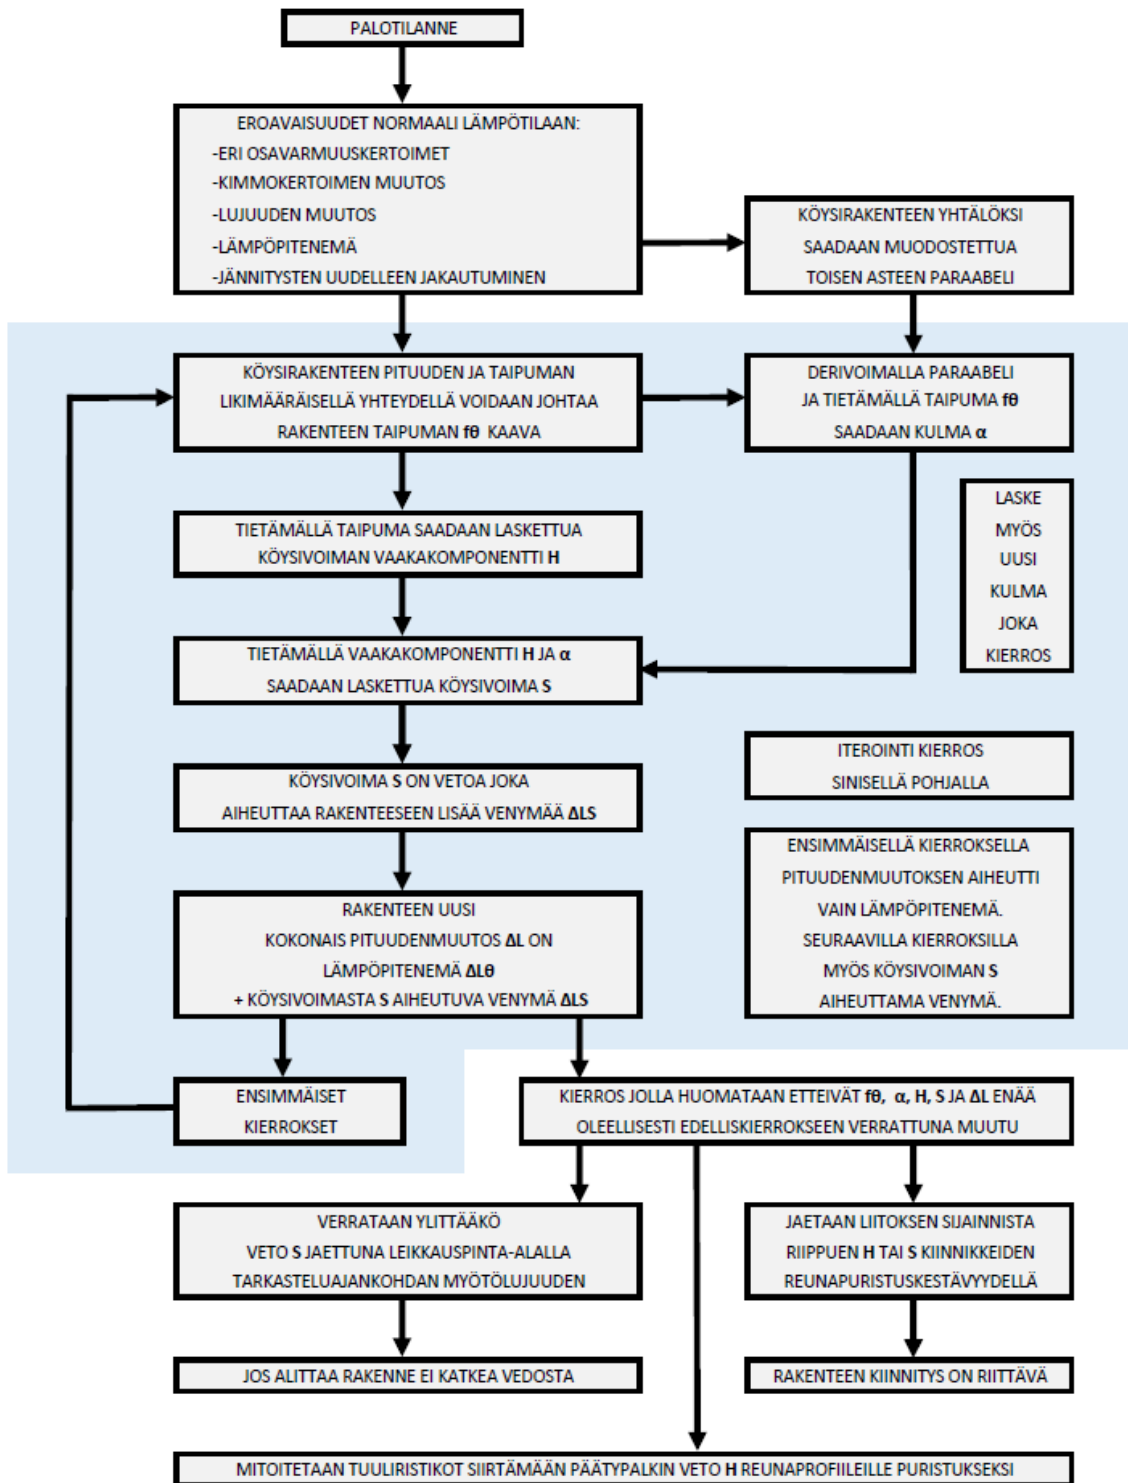 PALOTILANNE
EROAVAISUUDET NORMAALI LÄMPÖTILAAN:
-ERI OSAVARMUUSKERTOIMET
-KIMMOKERTOIMEN MUUTOS
-LUJUUDEN MUUTOS
-LÄMPÖPITENEMÄ
-JÄNNITYSTEN UUDELLEEN JAKAUTUMINEN
KÖYSIRAKENTEEN YHTÄLÖKSI
SAADAAN MUODOSTETTUA
TOISEN ASTEEN PARAABELI
KÖYSIRAKENTEEN PITUUDEN JA TAIPUMAN
LIKIMÄÄRÄISELLÄ YHTEYDELLÄ VOIDAAN JOHTAA
RAKENTEEN TAIPUMAN fθ KAAVA
DERIVOIMALLA PARAABELI
JA TIETÄMÄLLÄ TAIPUMA fθ
SAADAAN KULMA α
LASKE
MYÖS
UUSI
KULMA
JOKA
KIERROS
TIETÄMÄLLÄ TAIPUMA SAADAAN LASKETTUA
KÖYSIVOIMAN VAAKAKOMPONENTTI H
TIETÄMÄLLÄ VAAKAKOMPONENTTI H JA α
SAADAAN LASKETTUA KÖYSIVOIMA S
ITEROINTI KIERROS
SINISELLÄ POHJALLA
KÖYSIVOIMA S ON VETOA JOKA
AIHEUTTAA RAKENTEESEEN LISÄÄ VENYMÄÄ ΔLS
ENSIMMÄISELLÄ KIERROKSELLA
PITUUDENMUUTOKSEN AIHEUTTI
VAIN LÄMPÖPITENEMÄ.
SEURAAVILLA KIERROKSILLA
MYÖS KÖYSIVOIMAN S
AIHEUTTAMA VENYMÄ.
RAKENTEEN UUSI
KOKONAIS PITUUDENMUUTOS ΔL ON
LÄMPÖPITENEMÄ ΔLθ
+ KÖYSIVOIMASTA S AIHEUTUVA VENYMÄ ΔLS
ENSIMMÄISET
KIERROKSET
KIERROS JOLLA HUOMATAAN ETTEIVÄT fθ, α, H, S JA ΔL ENÄÄ
OLEELLISESTI EDELLISKIERROKSEEN VERRATTUNA MUUTU
VERRATAAN YLITTÄÄKÖ
VETO S JAETTUNA LEIKKAUSPINTA-ALALLA
TARKASTELUAJANKOHDAN MYÖTÖLUJUUDEN
JAETAAN LIITOKSEN SIJAINNISTA
RIIPPUEN H TAI S KIINNIKKEIDEN
REUNAPURISTUSKESTÄVYYDELLÄ
JOS ALITTAA RAKENNE EI KATKEA VEDOSTA
RAKENTEEN KIINNITYS ON RIITTÄVÄ
MITOITETAAN TUULIRISTIKOT SIIRTÄMÄÄN PÄÄTYPALKIN VETO H REUNAPROFIILEILLE PURISTUKSEKSI